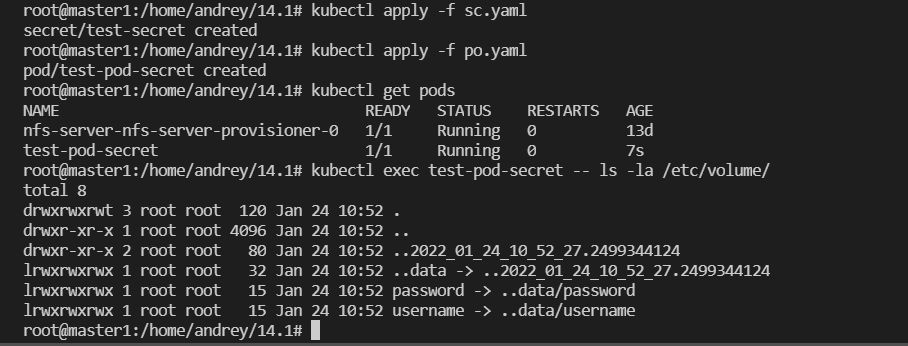 root@master1:/home/andrey/14.1# kubectl apply -f sc.yaml
secret/test-secret created
root@master1:/home/andrey/14.1# kubectl apply -f po.yaml
pod/test-pod-secret created
root@master1:/home/andrey/14.1# kubectl get pods
NAME                                  READY   STATUS    RESTARTS   AGE
nfs-server-nfs-server-provisioner-0   1/1     Running   0          13d
test-pod-secret                       1/1     Running   0          7s
root@master1:/home/andrey/14.1# kubectl exec test-pod-secret -- ls -la /etc/volume/
total 8
drwxrwxrwt 3 root root  120 Jan 24 10:52 .
drwxr-xr-x 1 root root 4096 Jan 24 10:52 ..
drwxr-xr-x 2 root root   80 Jan 24 10:52 ..2022_01_24_10_52_27.2499344124
lrwxrwxrwx 1 root root   32 Jan 24 10:52 ..data -> ..2022_01_24_10_52_27.2499344124
lrwxrwxrwx 1 root root   15 Jan 24 10:52 password -> ..data/password
lrwxrwxrwx 1 root root   15 Jan 24 10:52 username -> ..data/username
root@master1:/home/andrey/14.1#